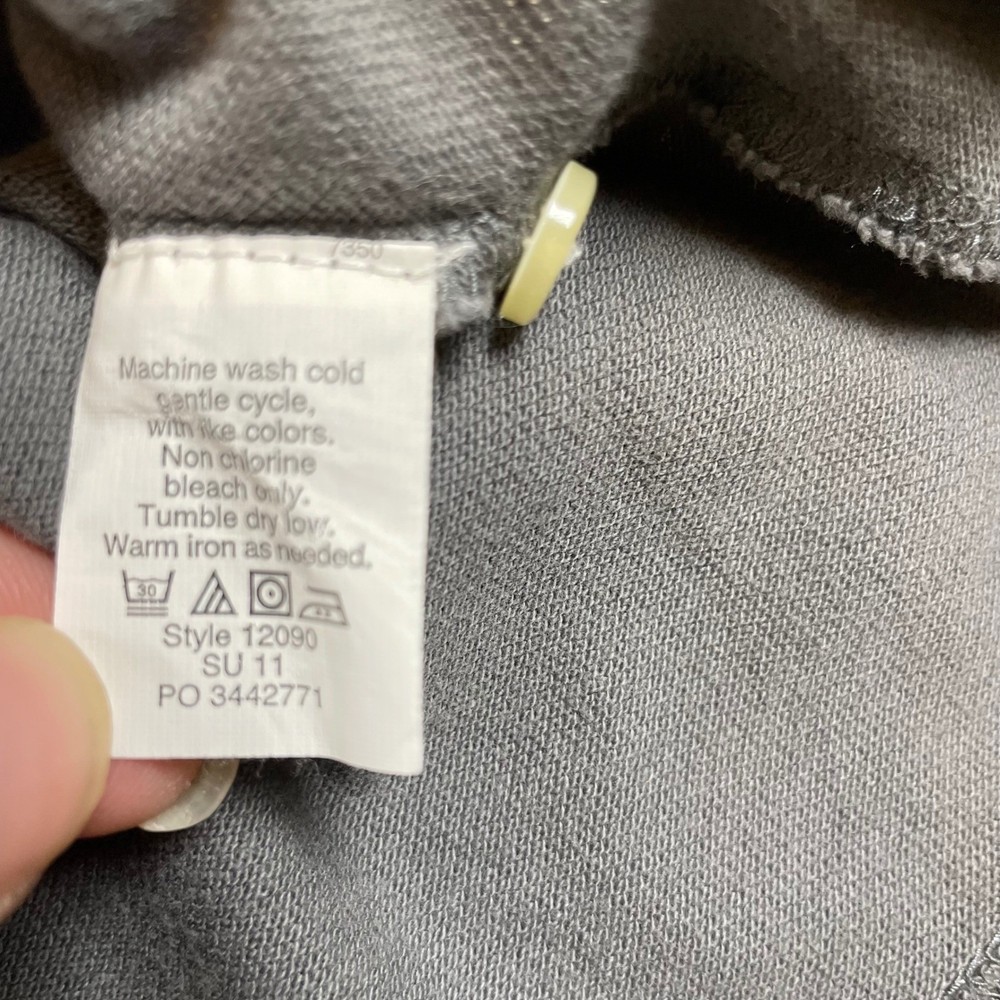 7350
Machine wash cold
gentle cycle,
with like colors.
Non chlorine
bleach only.
Tumble dry low.
Warm iron as needed.
30
Style 12090
SU 11
PO 3442771